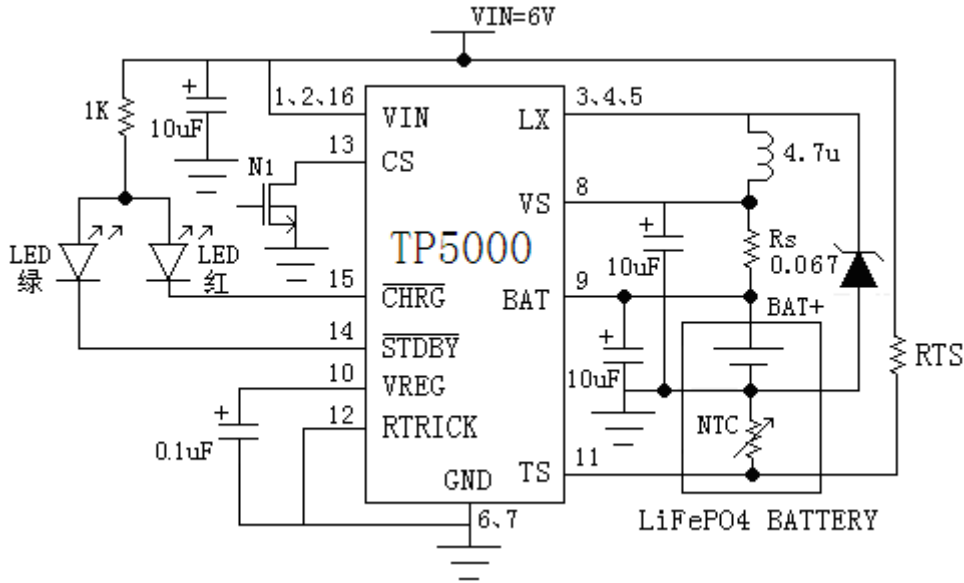 VIN=6V
1K
10uF
1、2、16
VIN
LX
3、4、5
4.7u
13
CS
N1
VS
8
TP5000
10uF
Rs
0.067
LED
绿
LED
红
15
CHRG
BAT
9
BAT+
14
STDBY
10uF
RTS
10
VREG
12
RTRICK
0.1uF
NTC
TS
11
GND
6、7
LiFePO4 BATTERY